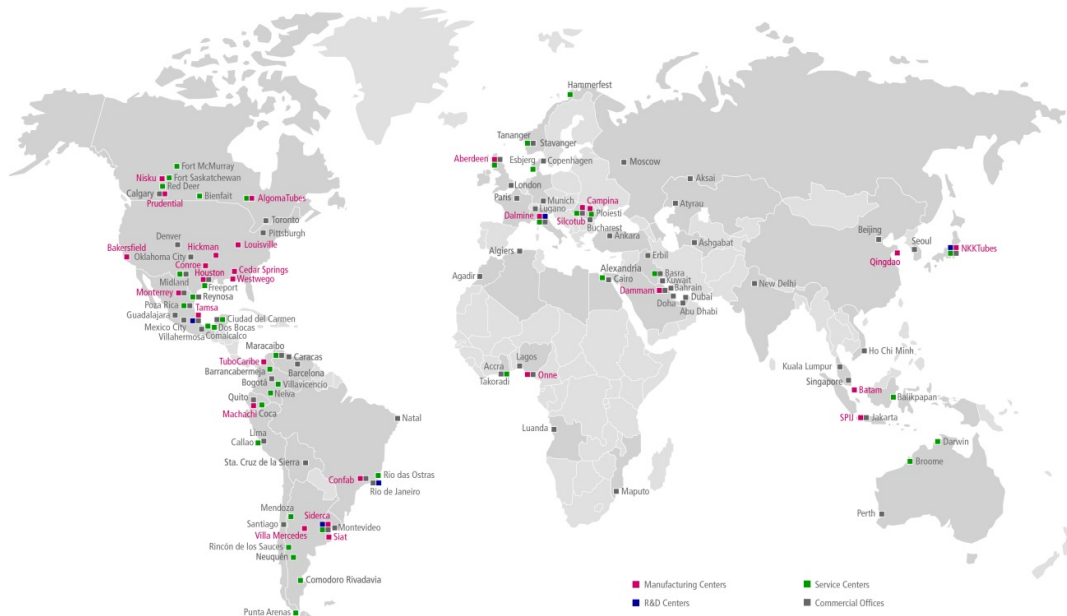 Hammerfest
Tananger
Stavanger
Aberdeen
Esbjerg
Copenhagen
Moscow
Fort McMurray
Nisku
Fort Saskatchewan
Red Deer
Calgary
Bienfait
AlgomaTubes
Prudential
London
Aksai
Paris
Munich
Campina
Lugano
Atyrau
Dalmine
Ploiesti
Silcotub
Bucharest
Toronto
Pittsburgh
Ankara
Beijing
Seoul
Denver
Hickman
Louisville
Bakersfield
Oklahoma City
Algiers
Erbil
Ashgabat
NKKTubes
Qingdao
Conroe
Cedar Springs
Houston
Westwego
Midland
Freeport
Agadir
Alexandria
Cairo
Basra
Kuwait
New Delhi
Monterrey
Reynosa
Dammam
Bahrain
Doha
Dubai
Abu Dhabi
Poza Rica
Tamsa
Guadalajara
Ciudad del Carmen
Mexico City
Dos Bocas
Villahermosa
Comalcalco
Maracaibo
Caracas
TuboCaribe
Barcelona
Barrancabermeja
Bogotá
Villavicencio
Neiva
Quito
Machachi
Coca
Lagos
Accra
Takoradi
Onne
Ho Chi Minh
Kuala Lumpur
Singapore
Batam
Balikpapan
SPIJ
Jakarta
Natal
Luanda
Lima
Callao
Darwin
Sta. Cruz de la Sierra
Broome
Confab
Rio das Ostras
Rio de Janeiro
Maputo
Mendoza
Siderca
Santiago
Montevideo
Perth
Villa Mercedes
Siat
Rincón de los Sauces
Neuquén
Comodoro Rivadavia
Punta Arenas
Manufacturing Centers
Service Centers
R&D Centers
Commercial Offices